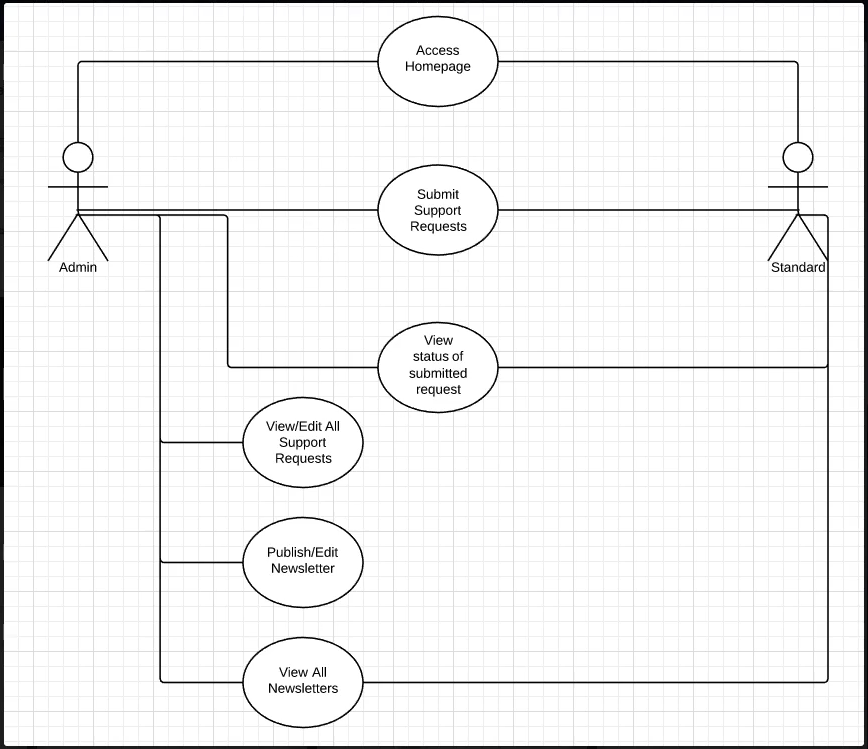 Access
Homepage
Submit
Support
Requests
Admin
Standard
View
status of
submitted
request
View/Edit All
Support
Requests
Publish/Edit
Newsletter
View All
Newsletters